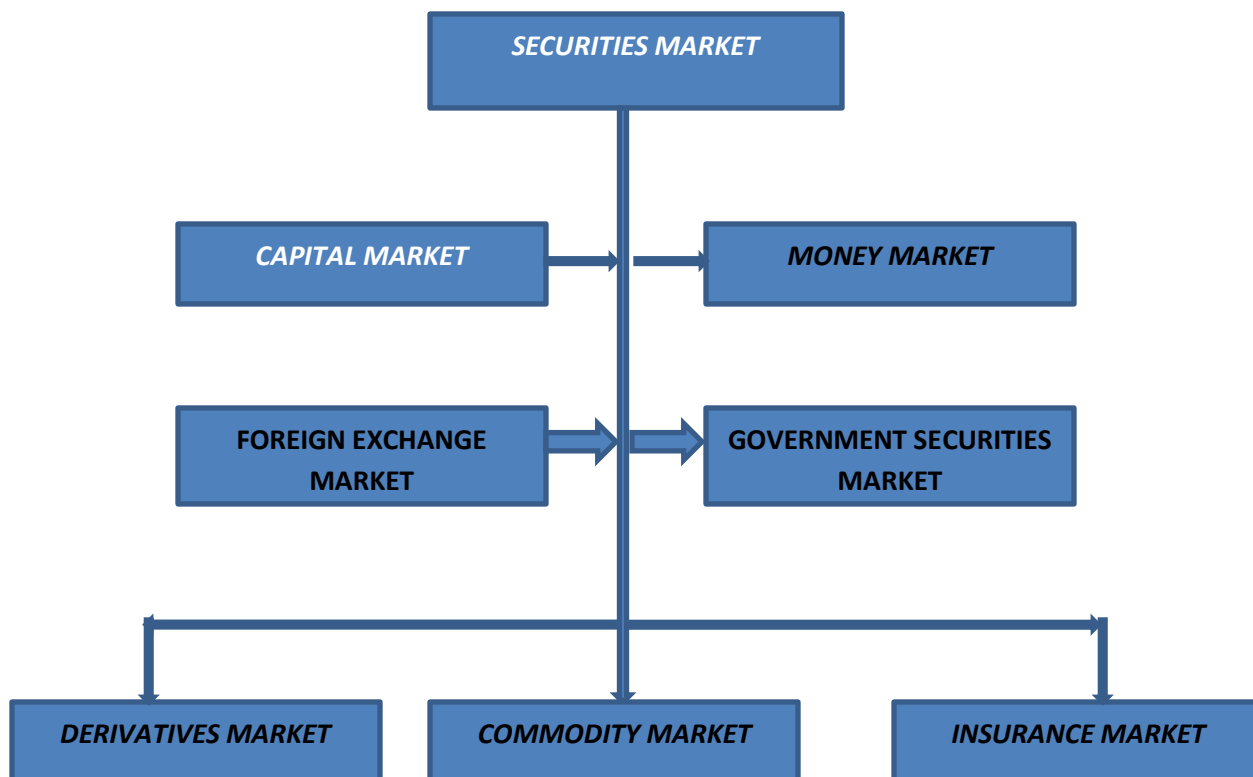 SECURITIES MARKET
CAPITAL MARKET
MONEY MARKET
FOREIGN EXCHANGE
MARKET
GOVERNMENT SECURITIES
MARKET
DERIVATIVES MARKET
COMMODITY MARKET
INSURANCE MARKET